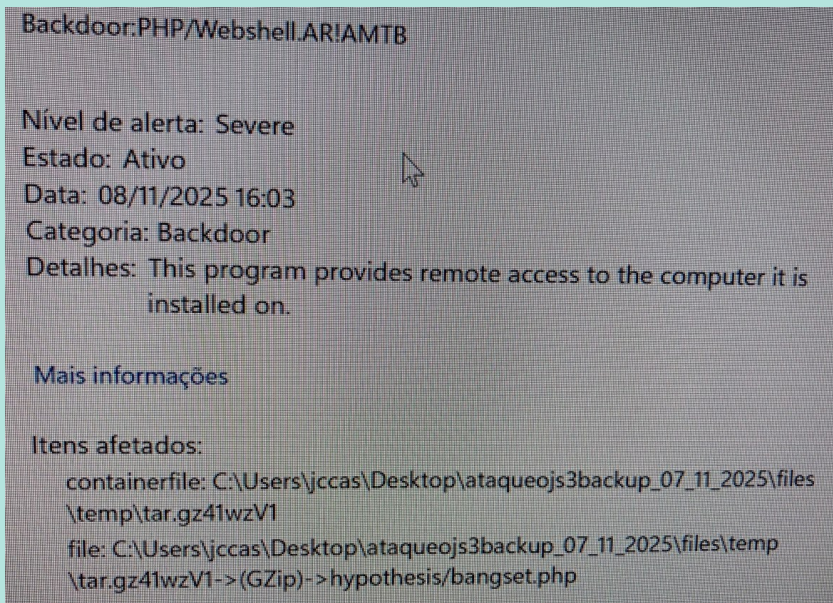 Backdoor:PHP/Webshell.AR!AMTB
Nível de alerta: Severe
Estado: Ativo
Data: 08/11/2025 16:03
Categoria: Backdoor
Detalhes: This program provides remote access to the computer it is
installed on.
Mais informações
Itens afetados:
containerfile: C:\Users\jccas\Desktop\ataqueojs3backup_07_11_2025\files
\temp\tar.gz41wzV1
file: C:\Users\jccas\Desktop\ataqueojs3backup_07_11_2025\files\temp
\tar.gz41wzV1->(GZip)->hypothesis/bangset.php